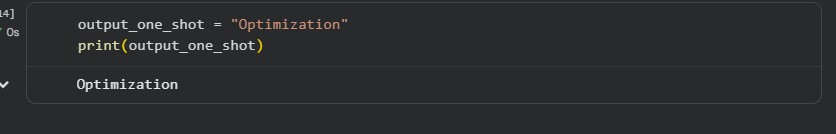 14]
0s
output_one_shot = "Optimization"
print(output_one_shot)
Optimization